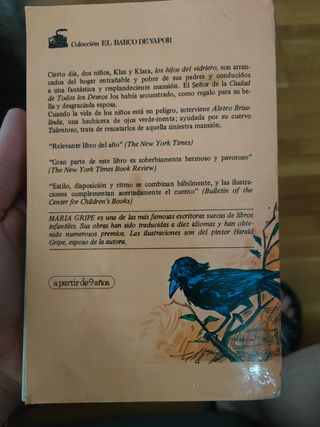 Colección EL BARCO DE VAPOR
Cierto día, dos niños, Klas y Klara, los hijos del vidriero, son arran-
cados del hogar entrañable y pobre de sus padres y conducidos
a una fantástica y resplandeciente mansión. El Señor de la Ciudad
de Todos los Deseos los había secuestrado, como regalo para su be-
lla y desgraciada esposa.
Cuando la vida de los niños está en peligro, interviene Aleteo Brisa-
linda, una hechicera de ojos verde-menta; ayudada por su cuervo
Talentoso, trata de rescatarlos de aquella siniestra mansión.
“Relevante libro del año” (The New York Times)
“Gran parte de este libro es soberbiamente hermoso y pavoroso”
(The New York Times Book Review)
“Estilo, disposición y ritmo se combinan hábilmente, y las ilustra-
ciones complementan acertadamente el cuento” (Bulletin of the
Center for Children's Books)
MARIA GRIPE es una de las más famosas escritoras suecas de libros
infantiles. Sus obras han sido traducidas a diez idiomas y han ob-
tenido numerosos premios. Las ilustraciones son del pintor Harald
Gripe, esposo de la autora.
a partir de 9 años